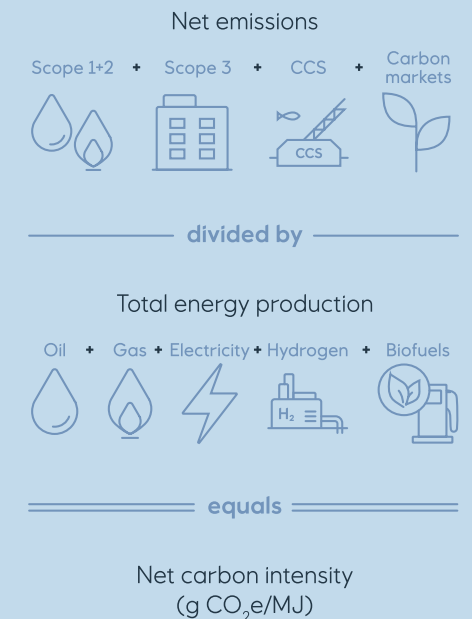 Net emissions
Scope 1+2 + Scope 3 + CCS + Carbon markets
CCS
divided by
Total energy production
Oil + Gas + Electricity + Hydrogen + Biofuels
H₂
equals
Net carbon intensity
(g CO₂e/MJ)